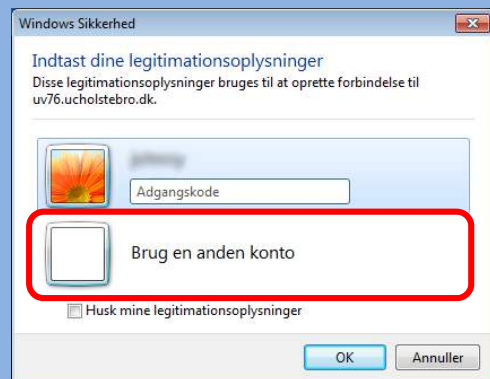 Windows Sikkerhed
Indtast dine legitimationsoplysninger
Disse legitimationsoplysninger bruges til at oprette forbindelse til
uv76.ucholstebro.dk.
Adgangskode
Brug en anden konto
Husk mine legitimationsoplysninger
OK
Annuller